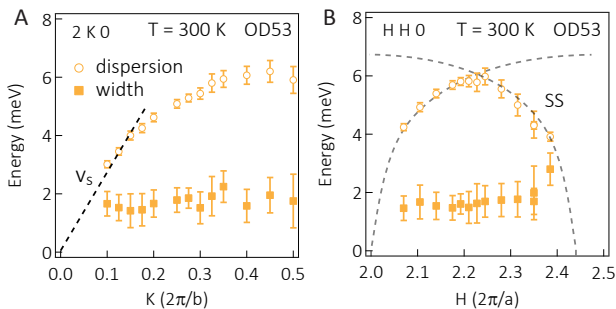 A
2 K 0
T = 300 K
OD53
dispersion
width
Vs
Energy (meV)
8
6
4
2
0
0.0
0.1
0.2
0.3
0.4
0.5
K (2π/b)
B
H H 0
T = 300 K
OD53
SS
Energy (meV)
8
6
4
2
0
2.0
2.1
2.2
2.3
2.4
2.5
H (2π/a)